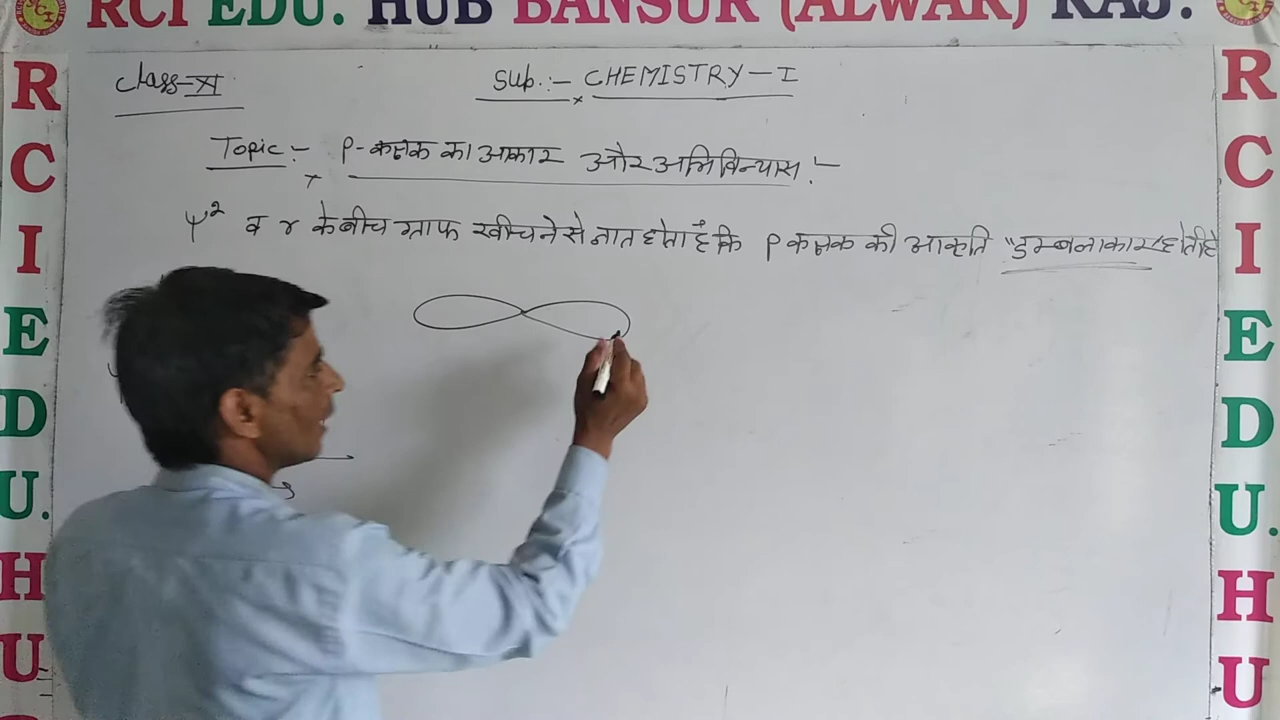 RCI EDU. HUB BANSUR (ALWAR) RAJ.
Class-XI
Sub.:- CHEMISTRY-I
Topic:- P-कक्षक का आकार और अभिविन्यास:-
ψ² व r के बीच ग्राफ खीचने से ज्ञात होता है कि P कक्षक की आकृति "डम्बलाकार होती है
R C I E D U. H U
R C I E D U. H U